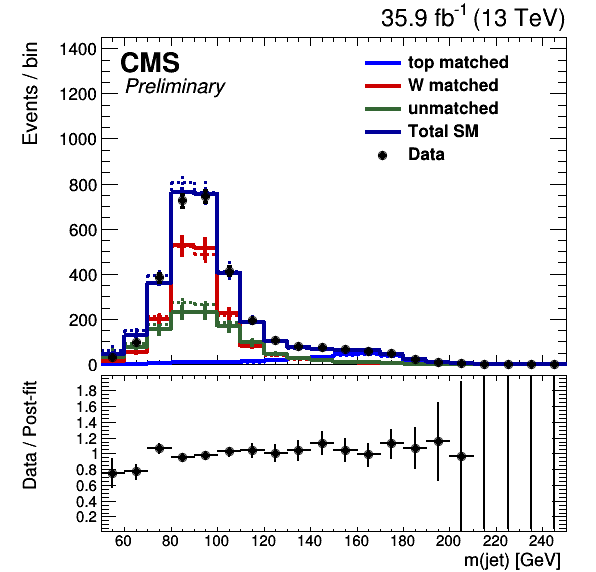 35.9 fb⁻¹ (13 TeV)
CMS
Preliminary
top matched
W matched
unmatched
Total SM
Data
Events / bin
1400
1200
1000
800
600
400
200
0
Data / Post-fit
1.8
1.6
1.4
1.2
1
0.8
0.6
0.4
0.2
60 80 100 120 140 160 180 200 220 240
m(jet) [GeV]